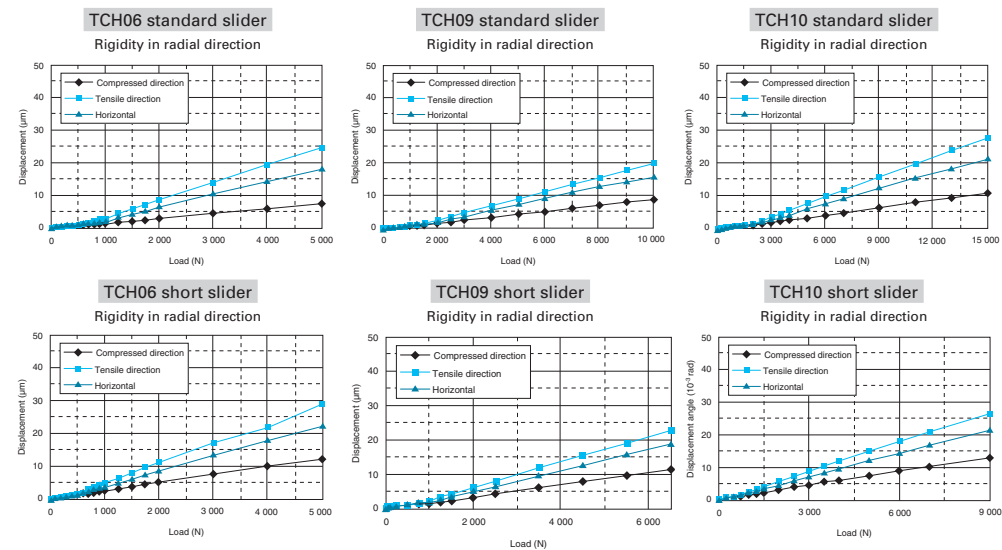 TCH06 standard slider
Rigidity in radial direction
50
40
30
20
10
0
Displacement (μm)
Compressed direction
Tensile direction
Horizontal
0 1 000 2 000 3 000 4 000 5 000
Load (N)
TCH09 standard slider
Rigidity in radial direction
50
40
30
20
10
0
Displacement (μm)
Compressed direction
Tensile direction
Horizontal
0 2 000 4 000 6 000 8 000 10 000
Load (N)
TCH10 standard slider
Rigidity in radial direction
50
40
30
20
10
0
Displacement (μm)
Compressed direction
Tensile direction
Horizontal
0 3 000 6 000 9 000 12 000 15 000
Load (N)
TCH06 short slider
Rigidity in radial direction
50
40
30
20
10
0
Displacement (μm)
Compressed direction
Tensile direction
Horizontal
0 1 000 2 000 3 000 4 000 5 000
Load (N)
TCH09 short slider
Rigidity in radial direction
50
40
30
20
10
0
Displacement (μm)
Compressed direction
Tensile direction
Horizontal
0 2 000 4 000 6 000
Load (N)
TCH10 short slider
Rigidity in radial direction
50
40
30
20
10
0
Displacement angle (10⁻³ rad)
Compressed direction
Tensile direction
Horizontal
0 3 000 6 000 9 000
Load (N)